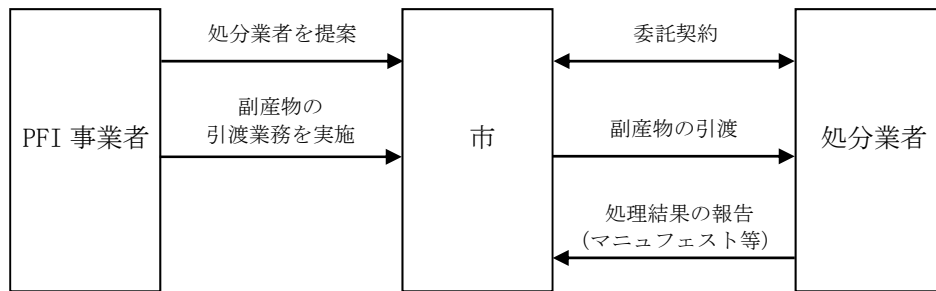 処分業者を提案
委託契約
副産物の
引渡業務を実施
PFI 事業者
市
副産物の引渡
処分業者
処理結果の報告
(マニュフェスト等)